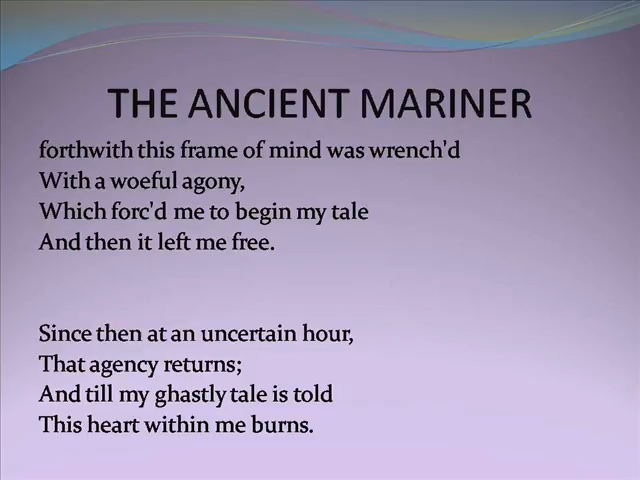 THE ANCIENT MARINER
forthwith this frame of mind was wrench'd
With a woeful agony,
Which forc'd me to begin my tale
And then it left me free.
Since then at an uncertain hour,
That agency returns;
And till my ghastly tale is told
This heart within me burns.